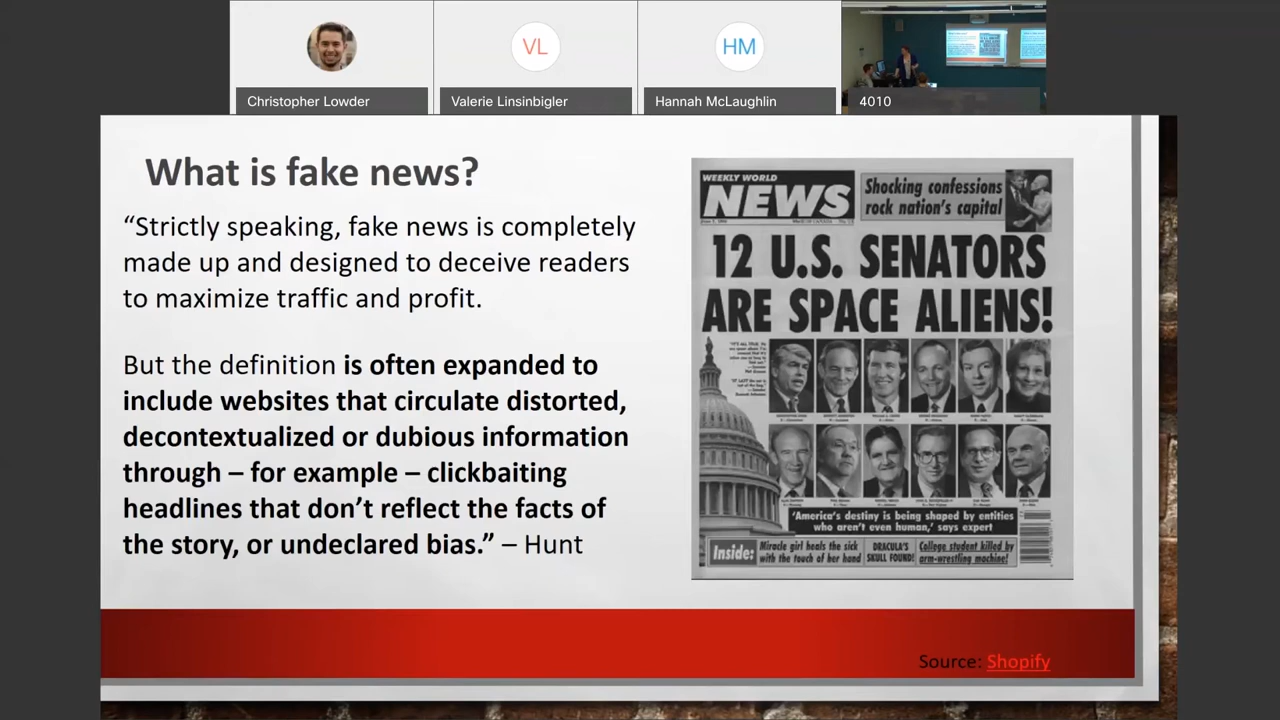 VL
HM
Christopher Lowder
Valerie Linsinbigler
Hannah McLaughlin
4010
What is fake news?
“Strictly speaking, fake news is completely
made up and designed to deceive readers
to maximize traffic and profit.
But the definition is often expanded to
include websites that circulate distorted,
decontextualized or dubious information
through – for example – clickbaiting
headlines that don’t reflect the facts of
the story, or undeclared bias.” – Hunt
WEEKLY WORLD
NEWS
Shocking confessions
rock nation's capital
12 U.S. SENATORS
ARE SPACE ALIENS!
'America's destiny is being shaped by entities
who aren't even human,' says expert
Inside:
Miracle girl heals the sick
with the touch of her hand
DRACULA'S
SKULL FOUND!
College student killed by
arm-wrestling machine!
Source: Shopify